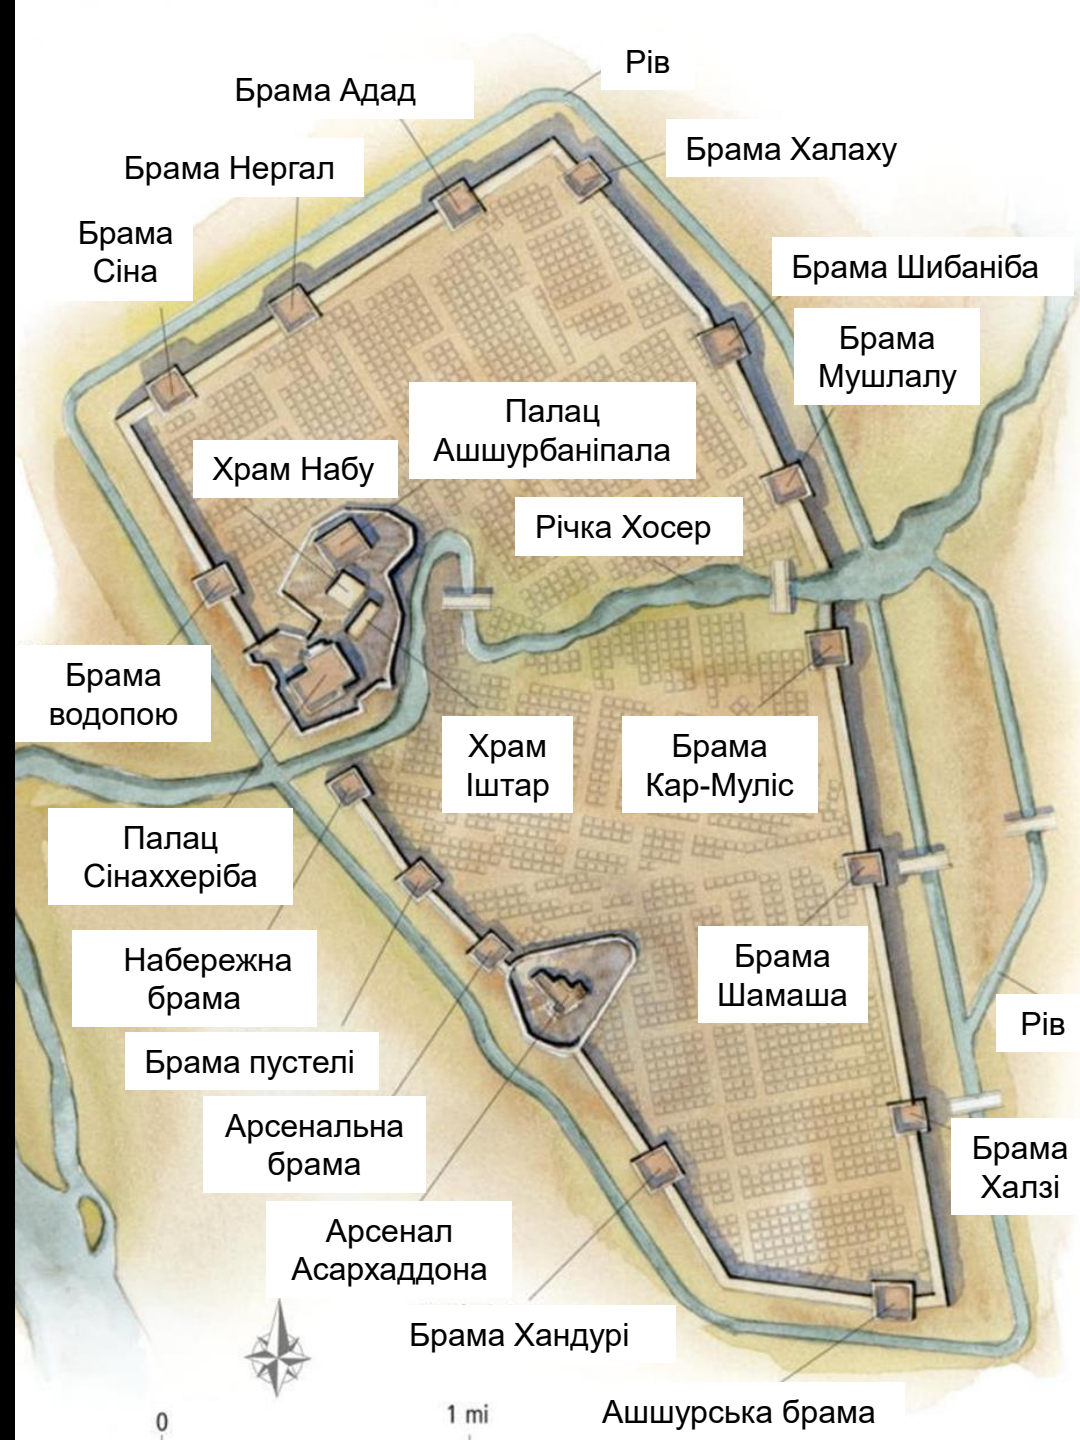 Рів
Брама Адад
Брама Халаху
Брама Нергал
Брама
Сіна
Брама Шибаніба
Брама
Мушлалу
Палац
Ашшурбаніпала
Храм Набу
Річка Хосер
Брама
водопою
Храм
Іштар
Брама
Кар-Муліс
Палац
Сінаххеріба
Набережна
брама
Брама
Шамаша
Рів
Брама пустелі
Арсенальна
брама
Брама
Халзі
Арсенал
Асархаддона
Брама Хандурі
Ашшурська брама
0
1 mi